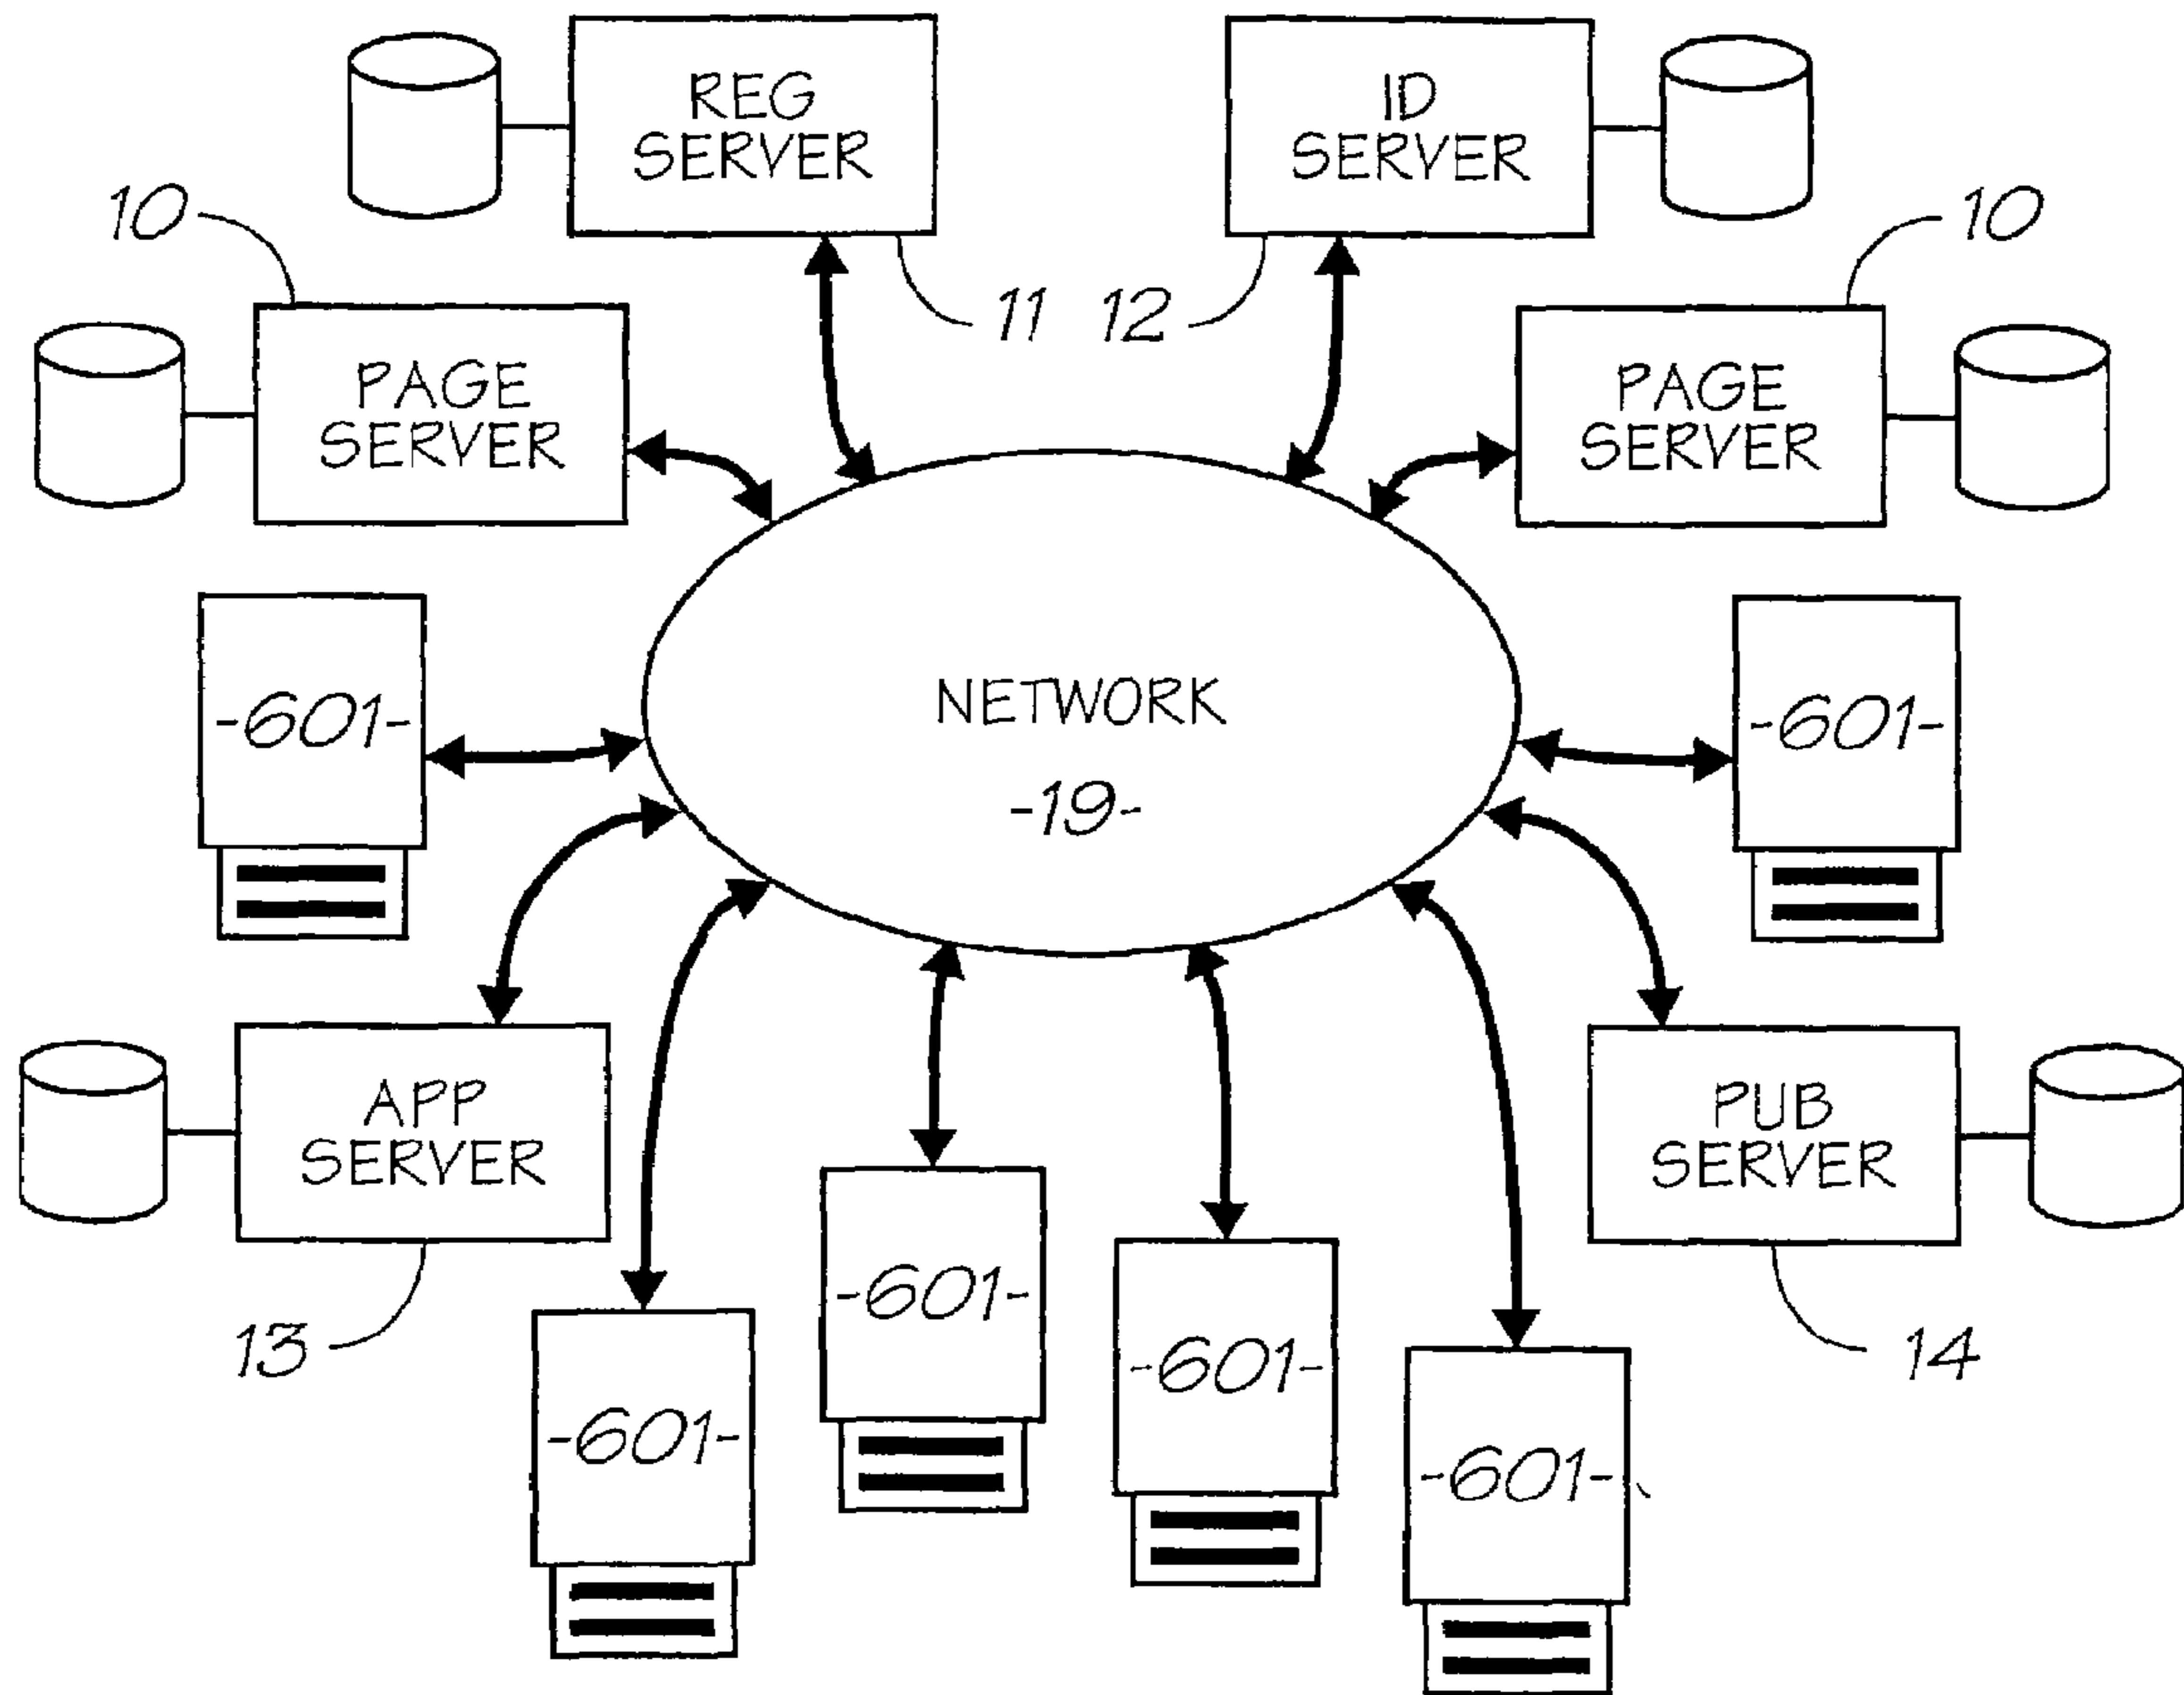 REG
SERVER
ID
SERVER
10
10
11
12
PAGE
SERVER
PAGE
SERVER
-601-
NETWORK
-19-
-601-
APP
SERVER
PUB
SERVER
13
-601-
-601-
-601-
-601-
14